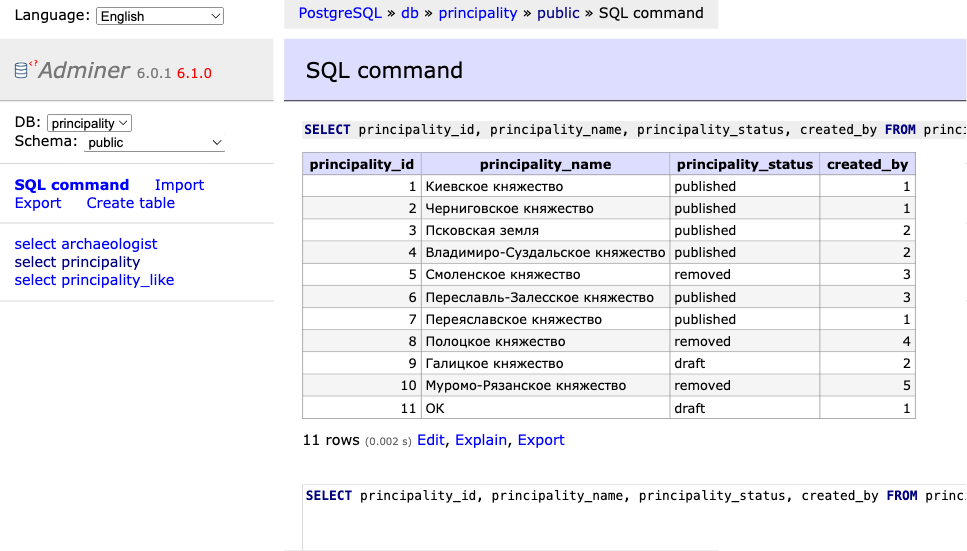 Language: English
PostgreSQL » db » principality » public » SQL command
Adminer 6.0.1 6.1.0
SQL command
DB: principality
Schema: public
SQL command Import
Export Create table
select archaeologist
select principality
select principality_like
SELECT principality_id, principality_name, principality_status, created_by FROM princi
principality_id principality_name principality_status created_by
1 Киевское княжество published 1
2 Черниговское княжество published 1
3 Псковская земля published 2
4 Владимиро-Суздальское княжество published 2
5 Смоленское княжество removed 3
6 Переславль-Залесское княжество published 3
7 Переяславское княжество published 1
8 Полоцкое княжество removed 4
9 Галицкое княжество draft 2
10 Муромо-Рязанское княжество removed 5
11 ОК draft 1
11 rows (0.002 s) Edit, Explain, Export
SELECT principality_id, principality_name, principality_status, created_by FROM princ